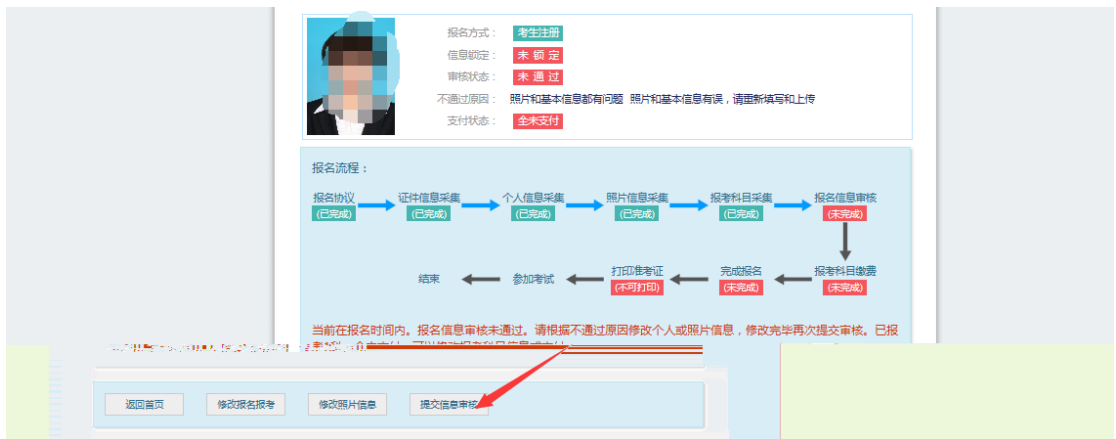 报名方式： 考生注册
信息锁定： 未 锁 定
审核状态： 未 通 过
不通过原因： 照片和基本信息都有问题 照片和基本信息有误，请重新填写和上传
支付状态： 全未支付
报名流程：
报名协议 证件信息采集 个人信息采集 照片信息采集 报考科目采集 报名信息审核
(已完成) (已完成) (已完成) (已完成) (已完成) (未完成)
结束 参加考试 打印准考证 完成报名 报考科目缴费
(不可打印) (未完成) (未完成)
当前在报名时间内。报名信息审核未通过。请根据不通过原因修改个人或照片信息，修改完毕再次提交审核。已报
返回首页 修改报名报考 修改照片信息 提交信息审核